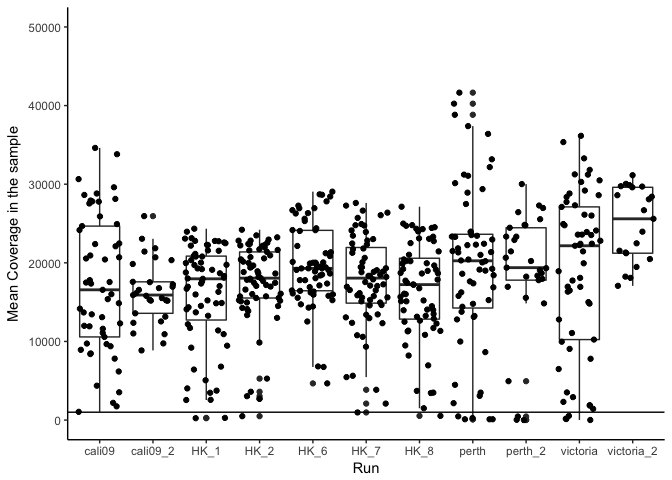 50000
40000
30000
20000
10000
0
Mean Coverage in the sample
cali09 cali09_2 HK_1 HK_2 HK_6 HK_7 HK_8 perth perth_2 victoria victoria_2
Run